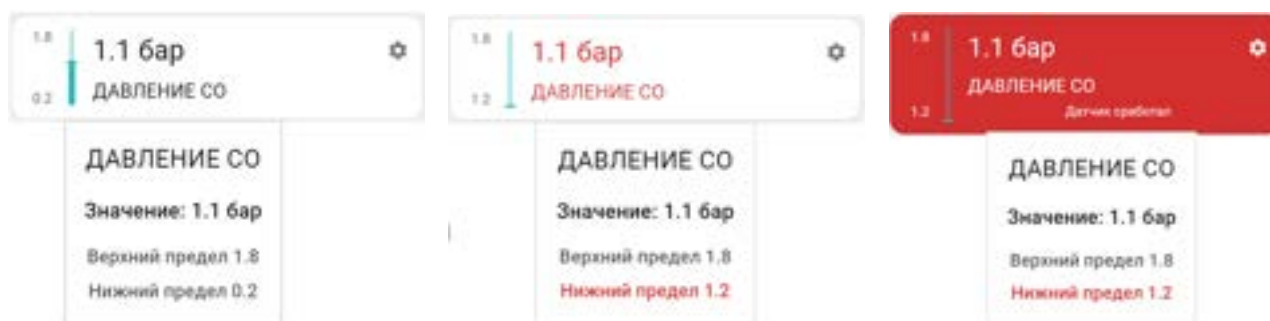 1.8
1.1 бар
0.2
ДАВЛЕНИЕ СО
ДАВЛЕНИЕ СО
Значение: 1.1 бар
Верхний предел 1.8
Нижний предел 0.2
1.8
1.1 бар
1.2
ДАВЛЕНИЕ СО
ДАВЛЕНИЕ СО
Значение: 1.1 бар
Верхний предел 1.8
Нижний предел 1.2
1.8
1.1 бар
ДАВЛЕНИЕ СО
1.2
Датчик сработал
ДАВЛЕНИЕ СО
Значение: 1.1 бар
Верхний предел 1.8
Нижний предел 1.2